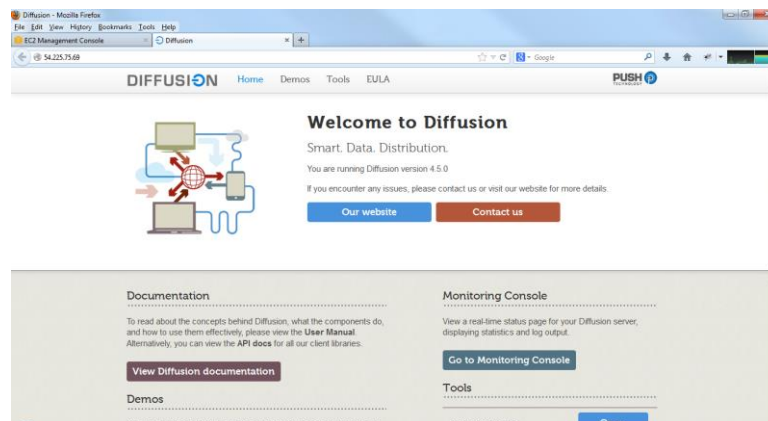 Diffusion - Mozilla Firefox
File Edit View History Bookmarks Tools Help
EC2 Management Console
Diffusion
54.225.75.69
Google
DIFFUSION
Home Demos Tools EULA
PUSH
TECHNOLOGY
Welcome to Diffusion
Smart. Data. Distribution.
You are running Diffusion version 4.5.0
If you encounter any issues, please contact us or visit our website for more details.
Our website
Contact us
Documentation
To read about the concepts behind Diffusion, what the components do,
and how to use them effectively, please view the User Manual.
Alternatively, you can view the API docs for all our client libraries.
View Diffusion documentation
Demos
Monitoring Console
View a real-time status page for your Diffusion server,
displaying statistics and log output.
Go to Monitoring Console
Tools